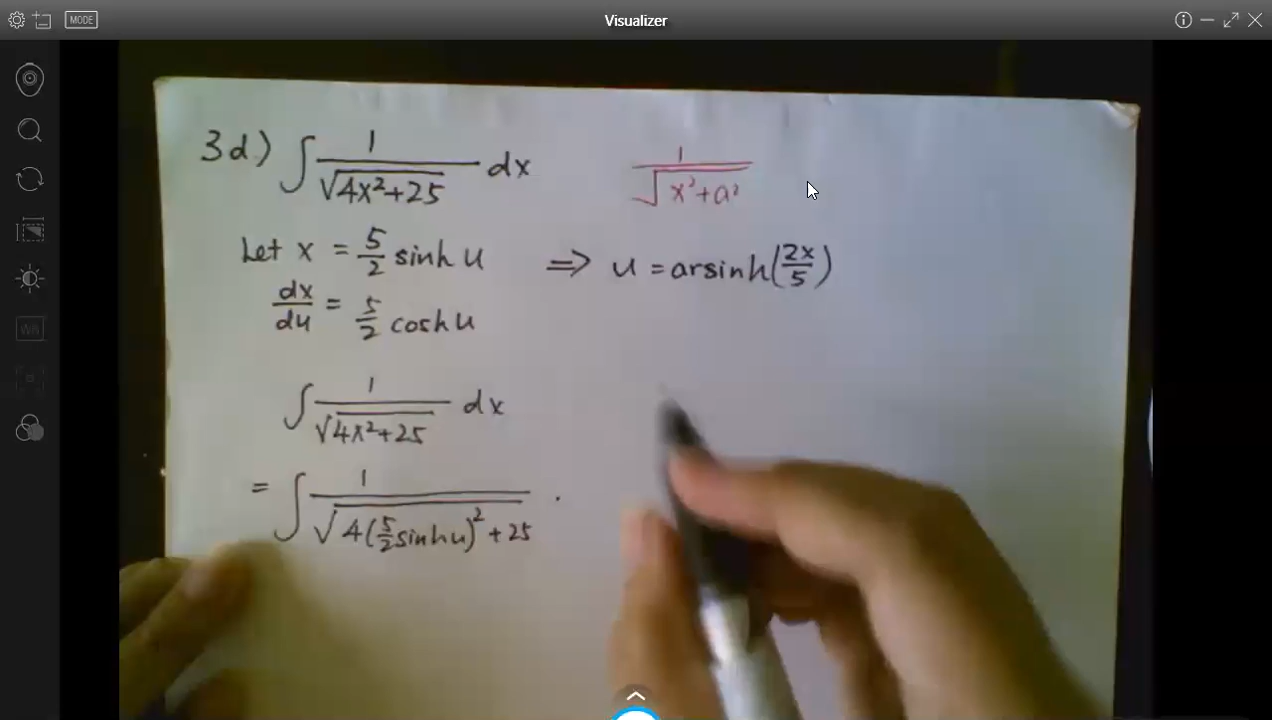 MODE
Visualizer
3d) ∫ 1/√(4x²+25) dx
1/√(x²+a²)
Let x = 5/2 sinh u ⇒ u = arsinh(2x/5)
dx/du = 5/2 cosh u
∫ 1/√(4x²+25) dx
= ∫ 1/√(4(5/2 sinh u)²+25) ·